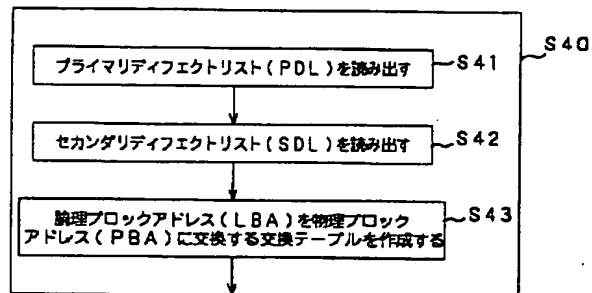 S40
プライマリディフェクトリスト(PDL)を読み出す
S41
セカンダリディフェクトリスト(SDL)を読み出す
S42
論理ブロックアドレス(LBA)を物理ブロック
アドレス(PBA)に交換する交換テーブルを作成する
S43